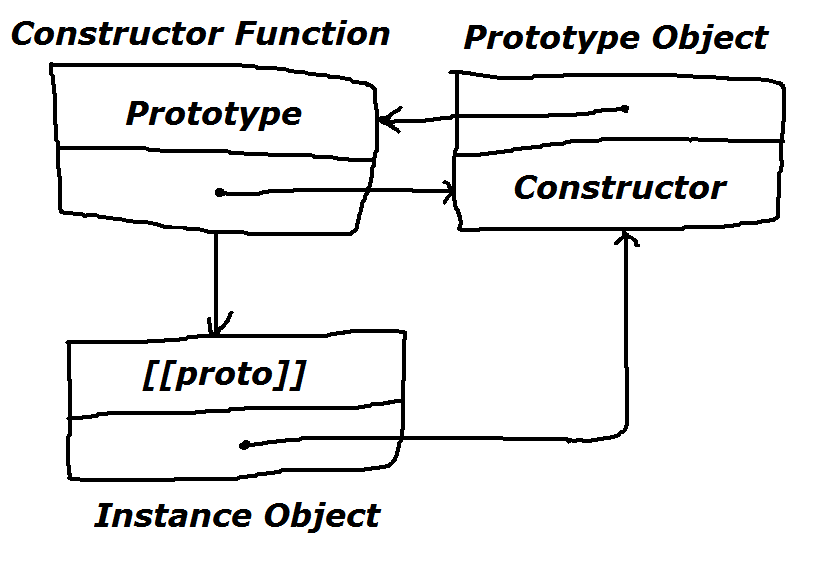 Constructor Function
Prototype Object
Prototype
Constructor
[[proto]]
Instance Object